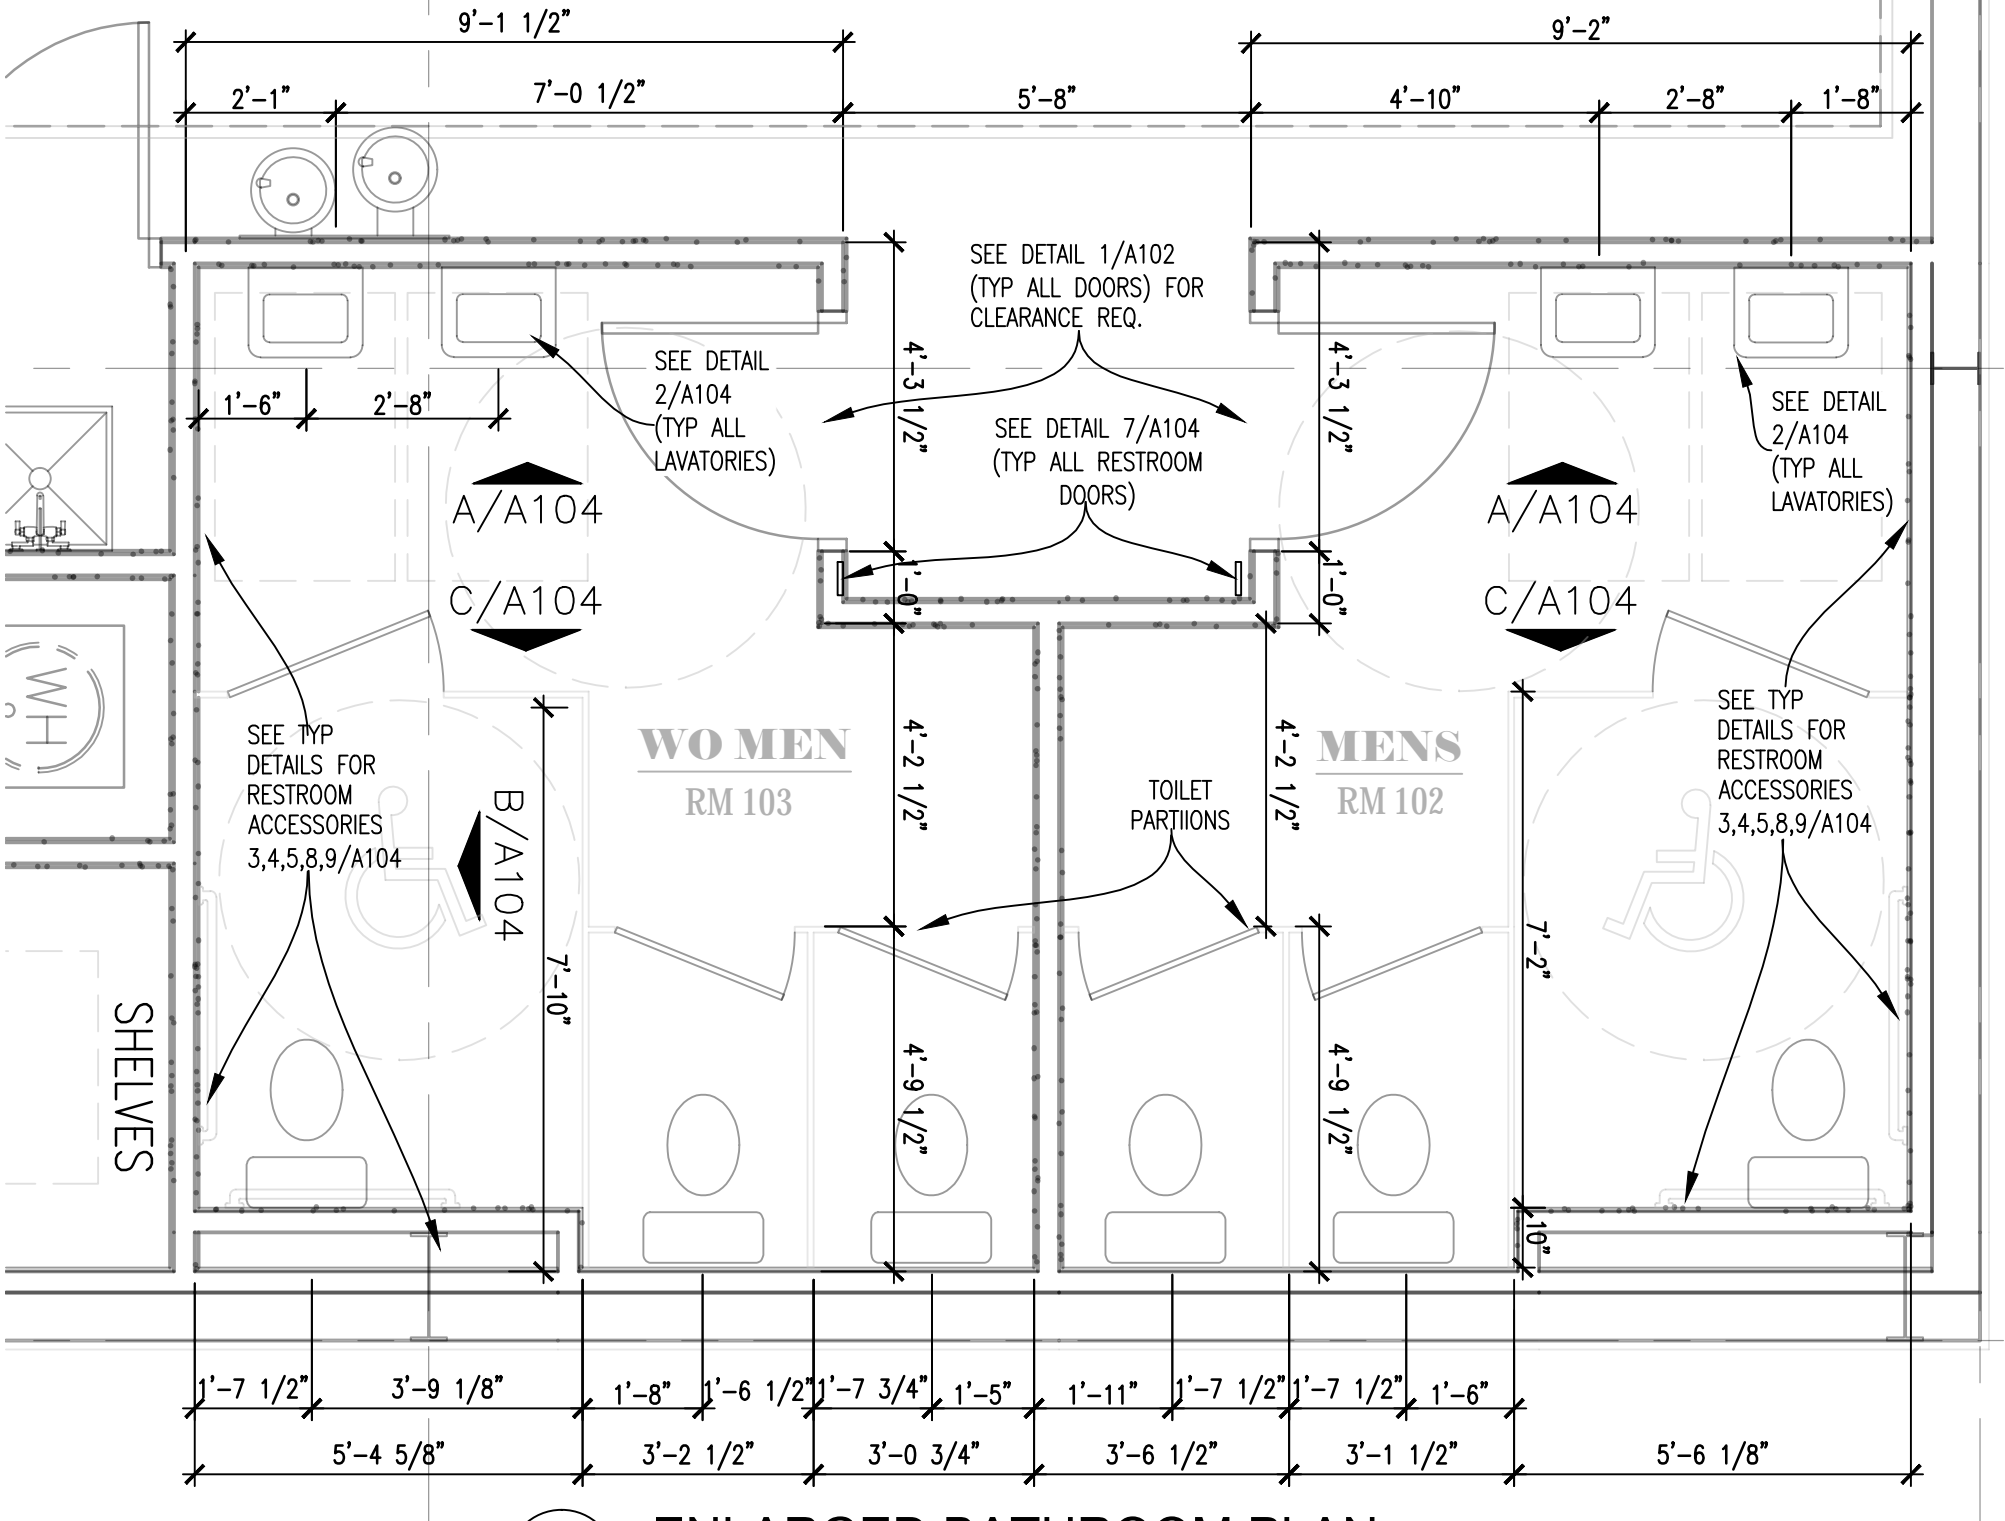 9'-1 1/2"
9'-2"
2'-1"
7'-0 1/2"
5'-8"
4'-10"
2'-8"
1'-8"
SEE DETAIL 1/A102
(TYP ALL DOORS) FOR
CLEARANCE REQ.
4'-3 1/2"
4'-3 1/2"
SEE DETAIL
2/A104
(TYP ALL
LAVATORIES)
1'-6"
2'-8"
SEE DETAIL
2/A104
(TYP ALL
LAVATORIES)
SEE DETAIL 7/A104
(TYP ALL RESTROOM
DOORS)
A/A104
A/A104
C/A104
C/A104
1'-0"
1'-0"
WH
SEE TYP
DETAILS FOR
RESTROOM
ACCESSORIES
3,4,5,8,9/A104
B/A104
WO MEN
RM 103
4'-2 1/2"
TOILET
PARTIIONS
4'-2 1/2"
MENS
RM 102
SEE TYP
DETAILS FOR
RESTROOM
ACCESSORIES
3,4,5,8,9/A104
7'-10"
7'-2"
SHELVES
4'-9 1/2"
4'-9 1/2"
10"
1'-7 1/2"
3'-9 1/8"
1'-8"
1'-6 1/2"
1'-7 3/4"
1'-5"
1'-11"
1'-7 1/2"
1'-7 1/2"
1'-6"
5'-4 5/8"
3'-2 1/2"
3'-0 3/4"
3'-6 1/2"
3'-1 1/2"
5'-6 1/8"
ENLARGED BATHROOM PLAN